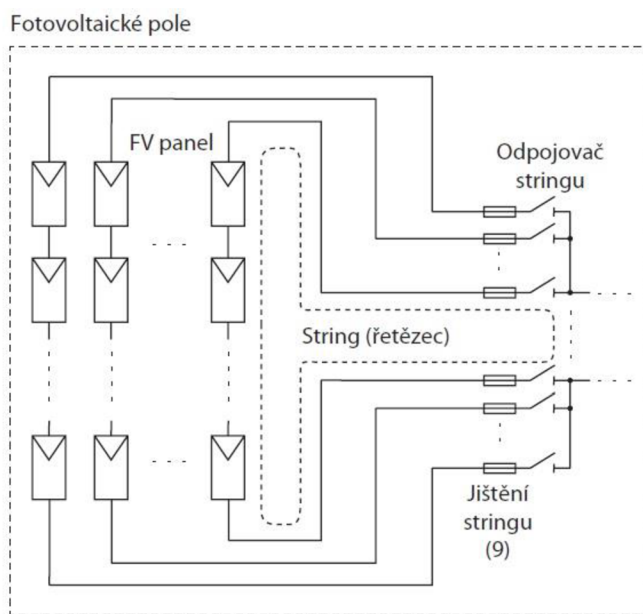 Fotovoltaické pole
FV panel
Odpojovač
stringu
String (řetězec)
Jištění
stringu
(9)